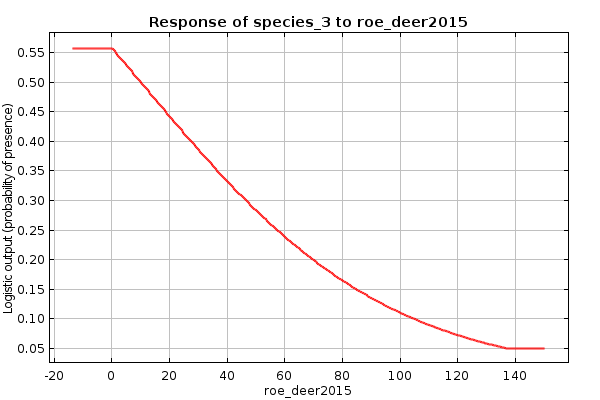 Response of species_3 to roe_deer2015
Logistic output (probability of presence)
0.55
0.50
0.45
0.40
0.35
0.30
0.25
0.20
0.15
0.10
0.05
-20 0 20 40 60 80 100 120 140
roe_deer2015